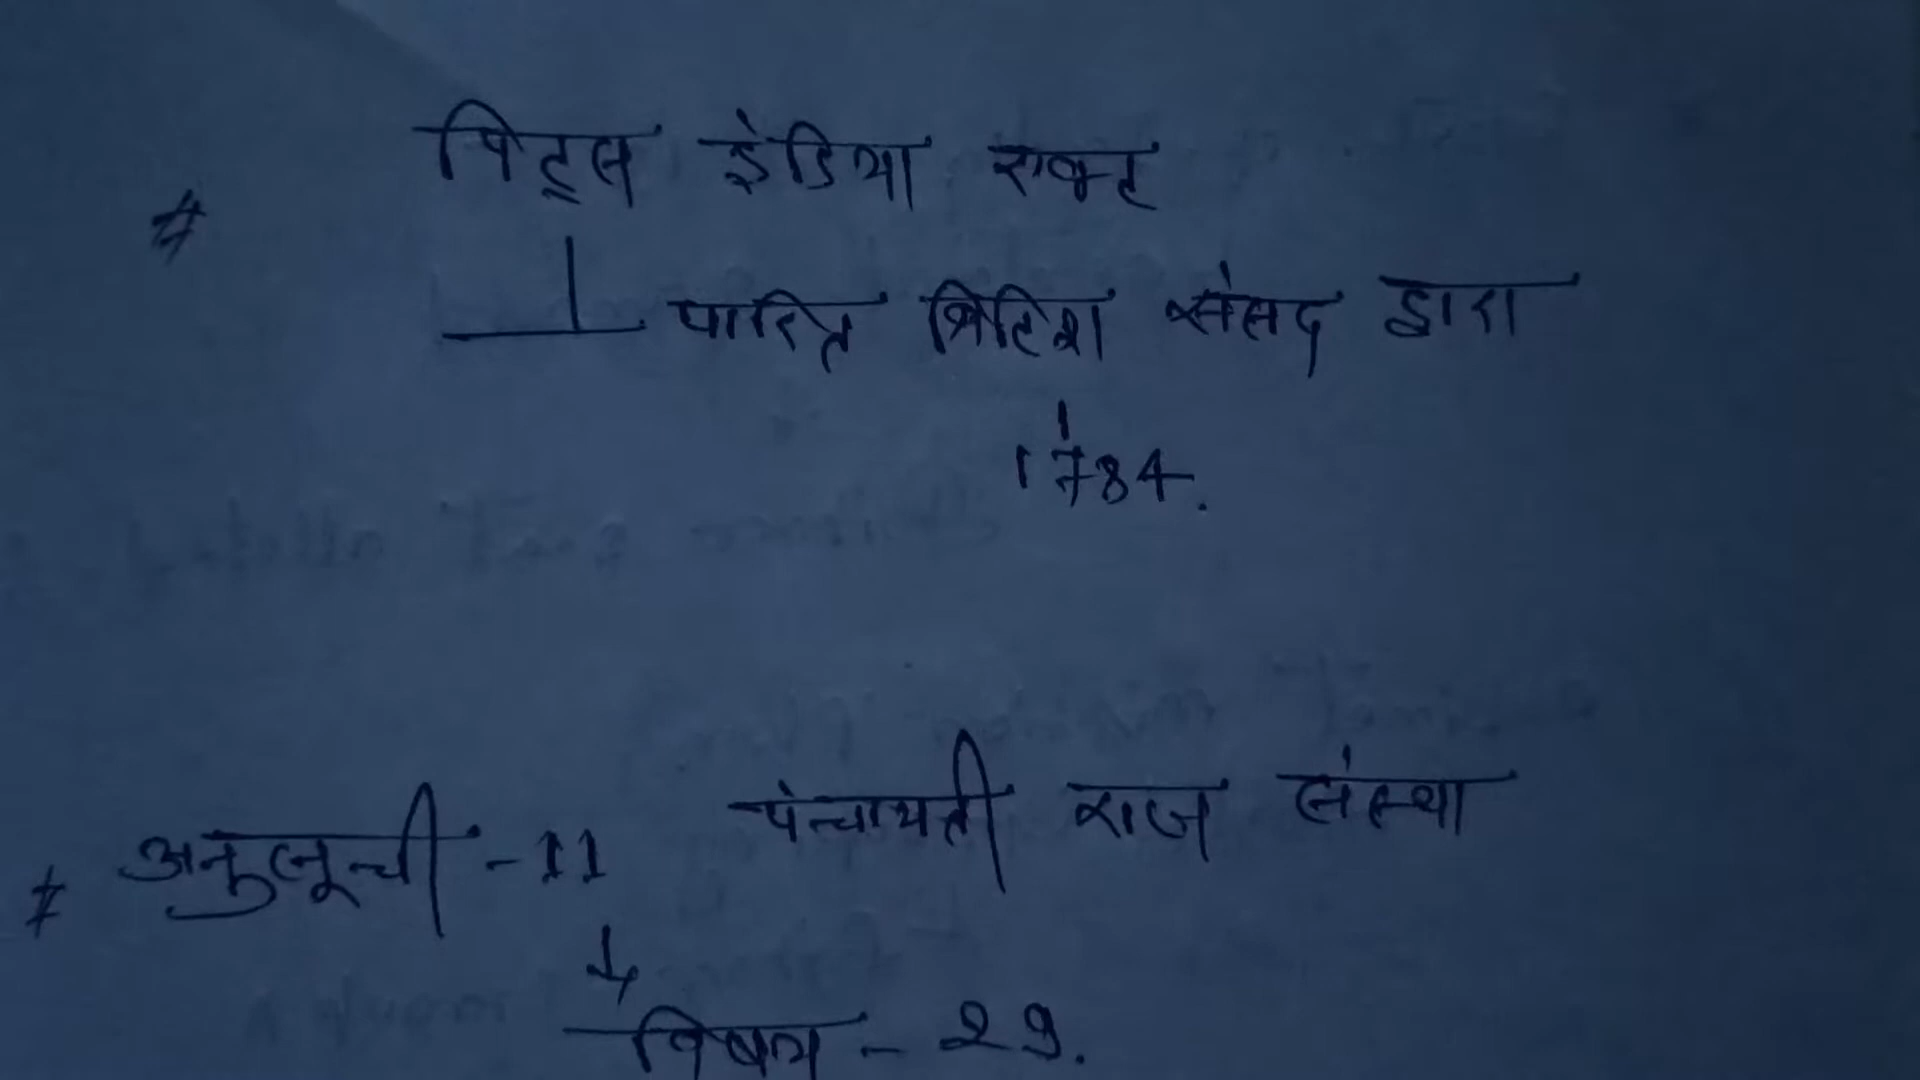 # पिट्स इंडिया एक्ट
पारित ब्रिटिश संसद द्वारा
1784.
# अनुसूची - 11 पंचायती राज संस्था
विषय - 29.